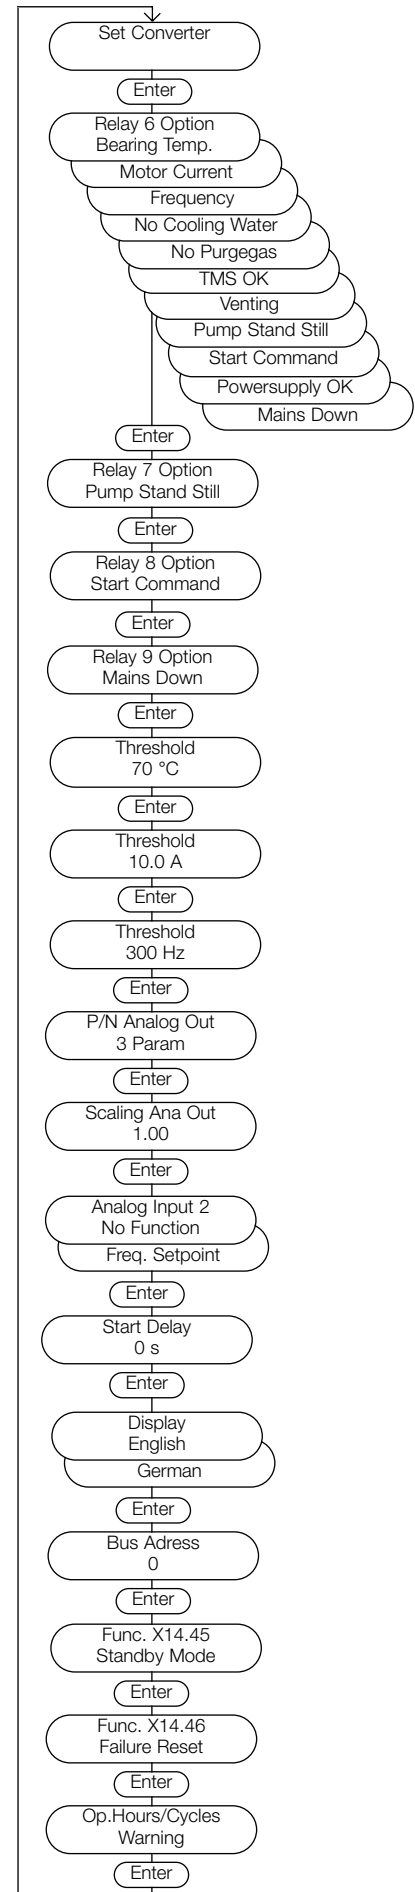 Set Converter
Enter
Relay 6 Option
Bearing Temp.
Motor Current
Frequency
No Cooling Water
No Purgegas
TMS OK
Venting
Pump Stand Still
Start Command
Powersupply OK
Mains Down
Enter
Relay 7 Option
Pump Stand Still
Enter
Relay 8 Option
Start Command
Enter
Relay 9 Option
Mains Down
Enter
Threshold
70 °C
Enter
Threshold
10.0 A
Enter
Threshold
300 Hz
Enter
P/N Analog Out
3 Param
Enter
Scaling Ana Out
1.00
Enter
Analog Input 2
No Function
Freq. Setpoint
Enter
Start Delay
0 s
Enter
Display
English
German
Enter
Bus Adress
0
Enter
Func. X14.45
Standby Mode
Enter
Func. X14.46
Failure Reset
Enter
Op.Hours/Cycles
Warning
Enter